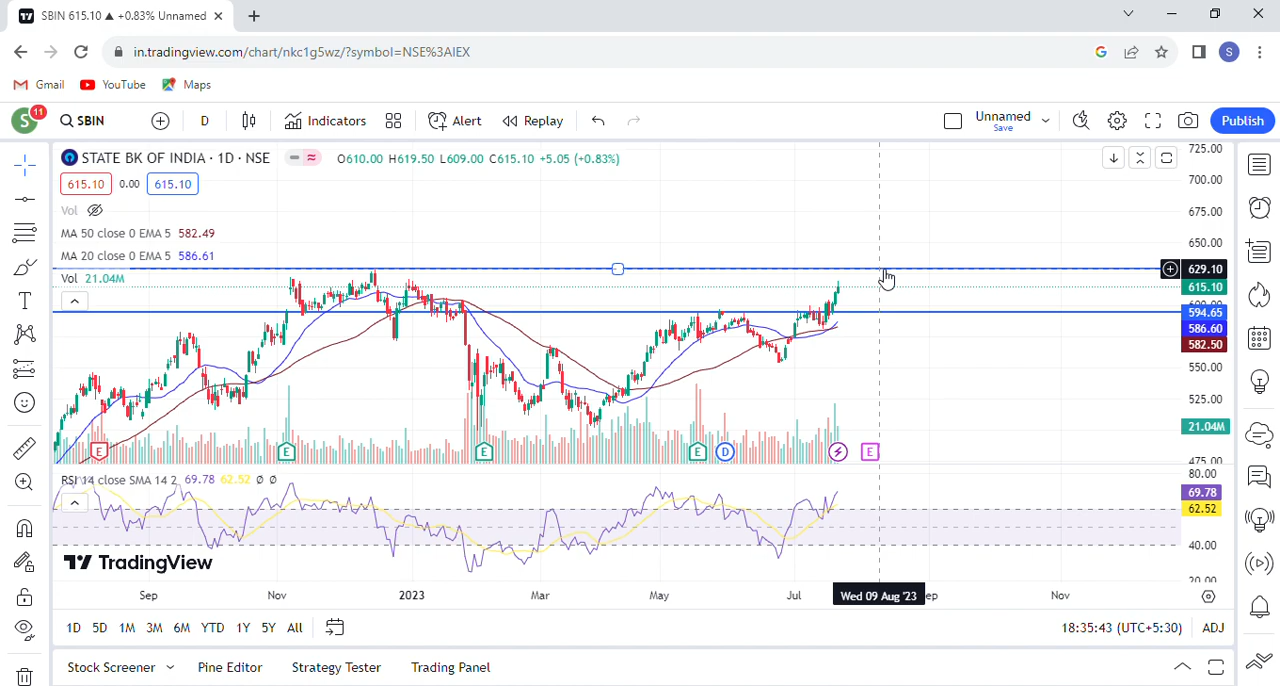 SBIN 615.10 ▲ +0.83% Unnamed
in.tradingview.com/chart/nkc1g5wz/?symbol=NSE%3AIEX
G
S
Gmail
YouTube
Maps
S
11
SBIN
D
Indicators
Alert
Replay
Unnamed
Save
Publish
STATE BK OF INDIA · 1D · NSE
O610.00 H619.50 L609.00 C615.10 +5.05 (+0.83%)
615.10
0.00
615.10
Vol
MA 50 close 0 EMA 5 582.49
MA 20 close 0 EMA 5 586.61
Vol 21.04M
725.00
700.00
675.00
650.00
629.10
615.10
600.00
594.65
586.60
582.50
550.00
525.00
21.04M
475.00
E
E
E
E
D
E
RSI 14 close SMA 14 2 69.78 62.52 Ø Ø
80.00
69.78
62.52
40.00
20.00
TradingView
Sep
Nov
2023
Mar
May
Jul
Wed 09 Aug '23
ep
Nov
1D 5D 1M 3M 6M YTD 1Y 5Y All
18:35:43 (UTC+5:30)
ADJ
Stock Screener
Pine Editor
Strategy Tester
Trading Panel